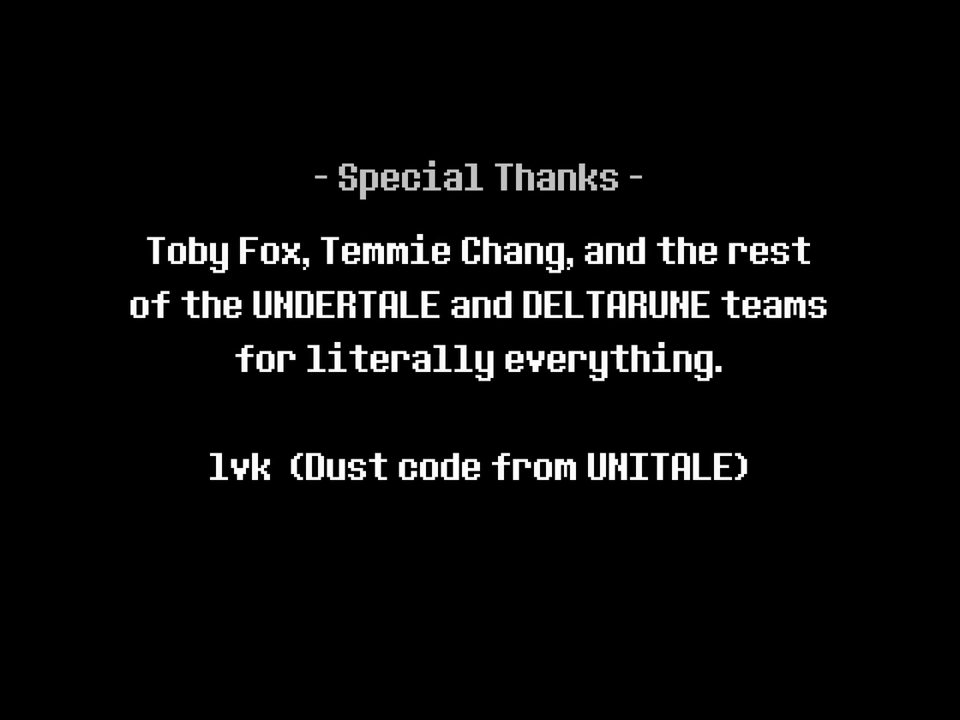 - Special Thanks -
Toby Fox, Temmie Chang, and the rest
of the UNDERTALE and DELTARUNE teams
for literally everything.
lvk (Dust code from UNITALE)